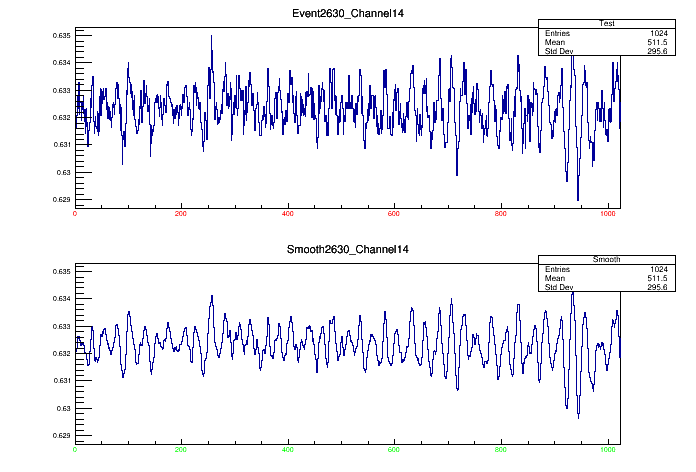 Event2630_Channel14
Test
Entries 1024
Mean 511.5
Std Dev 295.6
0.635
0.634
0.633
0.632
0.631
0.63
0.629
0 200 400 600 800 1000
Smooth2630_Channel14
Smooth
Entries 1024
Mean 511.5
Std Dev 295.6
0.635
0.634
0.633
0.632
0.631
0.63
0.629
0 200 400 600 800 1000